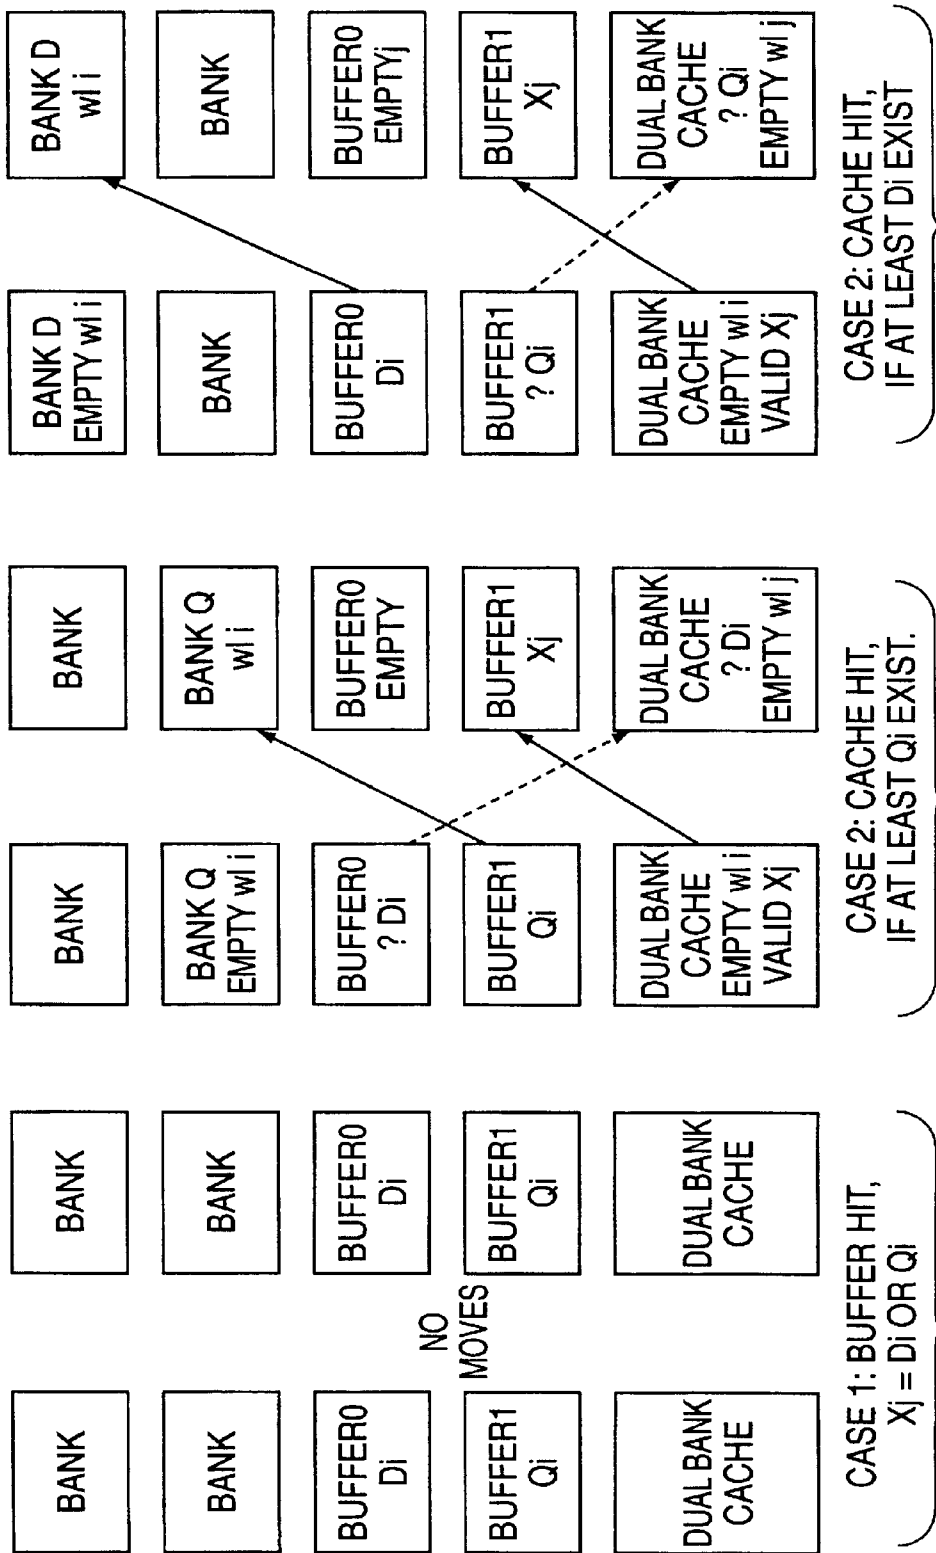 BANK
BANK
BUFFER0
Di
BUFFER1
Qi
DUAL BANK
CACHE
NO
MOVES
BANK
BANK
BUFFER0
Di
BUFFER1
Qi
DUAL BANK
CACHE
CASE 1: BUFFER HIT,
Xj = Di OR Qi
BANK
BANK Q
EMPTY wl i
BUFFER0
? Di
BUFFER1
Qi
DUAL BANK
CACHE
EMPTY wl i
VALID Xj
BANK
BANK Q
wl i
BUFFER0
EMPTY
BUFFER1
Xj
DUAL BANK
CACHE
? Di
EMPTY wl j
CASE 2: CACHE HIT,
IF AT LEAST Qi EXIST.
BANK D
EMPTY wl i
BANK
BUFFER0
Di
BUFFER1
? Qi
DUAL BANK
CACHE
EMPTY wl i
VALID Xj
BANK D
wl i
BANK
BUFFER0
EMPTYj
BUFFER1
Xj
DUAL BANK
CACHE
? Qi
EMPTY wl j
CASE 2: CACHE HIT,
IF AT LEAST Di EXIST